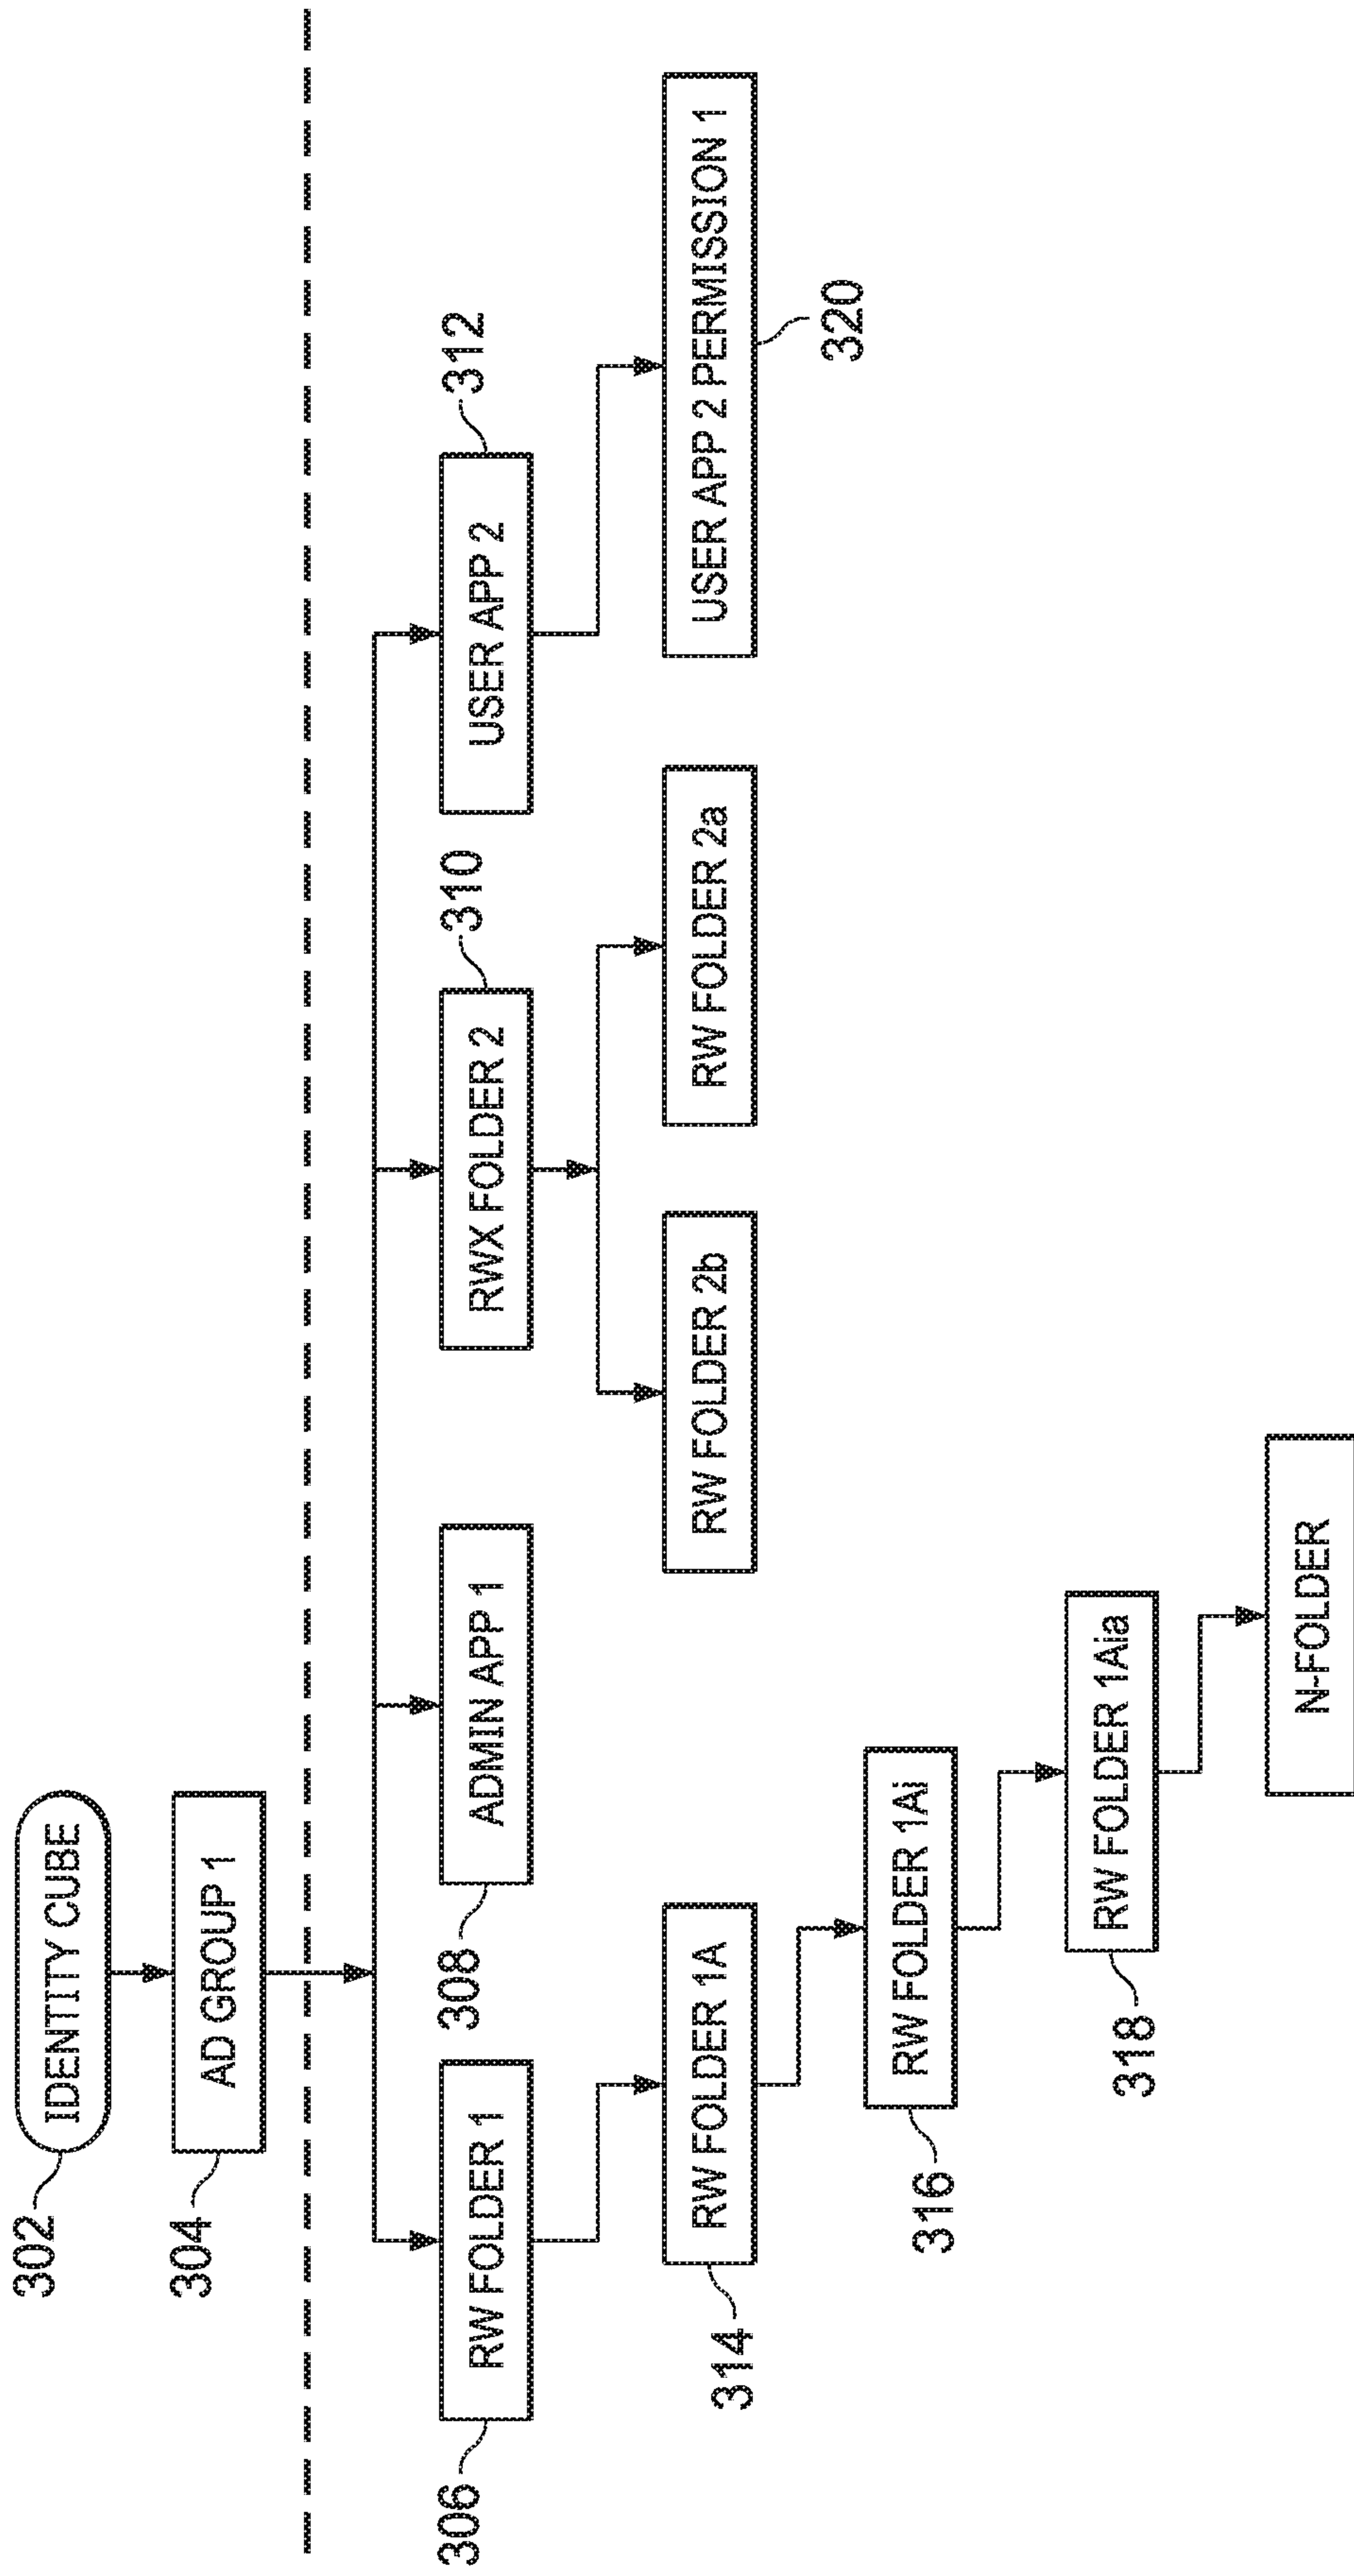 302
IDENTITY CUBE
304
AD GROUP 1
306
RW FOLDER 1
308
ADMIN APP 1
RWX FOLDER 2
310
USER APP 2
312
314
RW FOLDER 1A
RW FOLDER 2b
RW FOLDER 2a
USER APP 2 PERMISSION 1
320
316
RW FOLDER 1Ai
318
RW FOLDER 1Aia
N-FOLDER